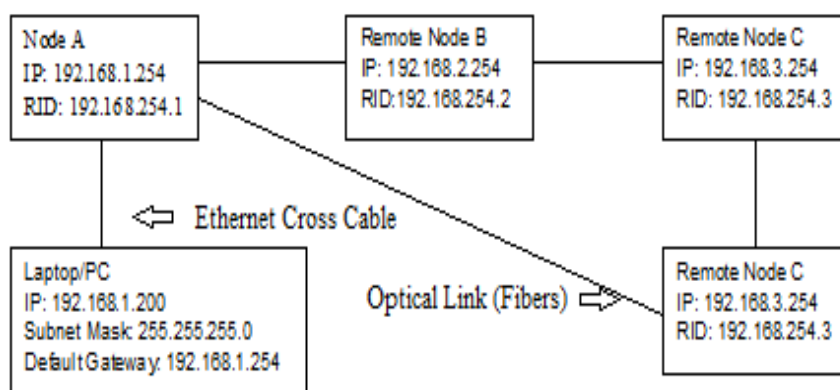 Node A
IP: 192.168.1.254
RID: 192.168.254.1
Remote Node B
IP: 192.168.2.254
RID:192.168.254.2
Remote Node C
IP: 192.168.3.254
RID: 192.168.254.3
Ethernet Cross Cable
Laptop/PC
IP: 192.168.1.200
Subnet Mask: 255.255.255.0
Default Gateway: 192.168.1.254
Optical Link (Fibers)
Remote Node C
IP: 192.168.3.254
RID: 192.168.254.3